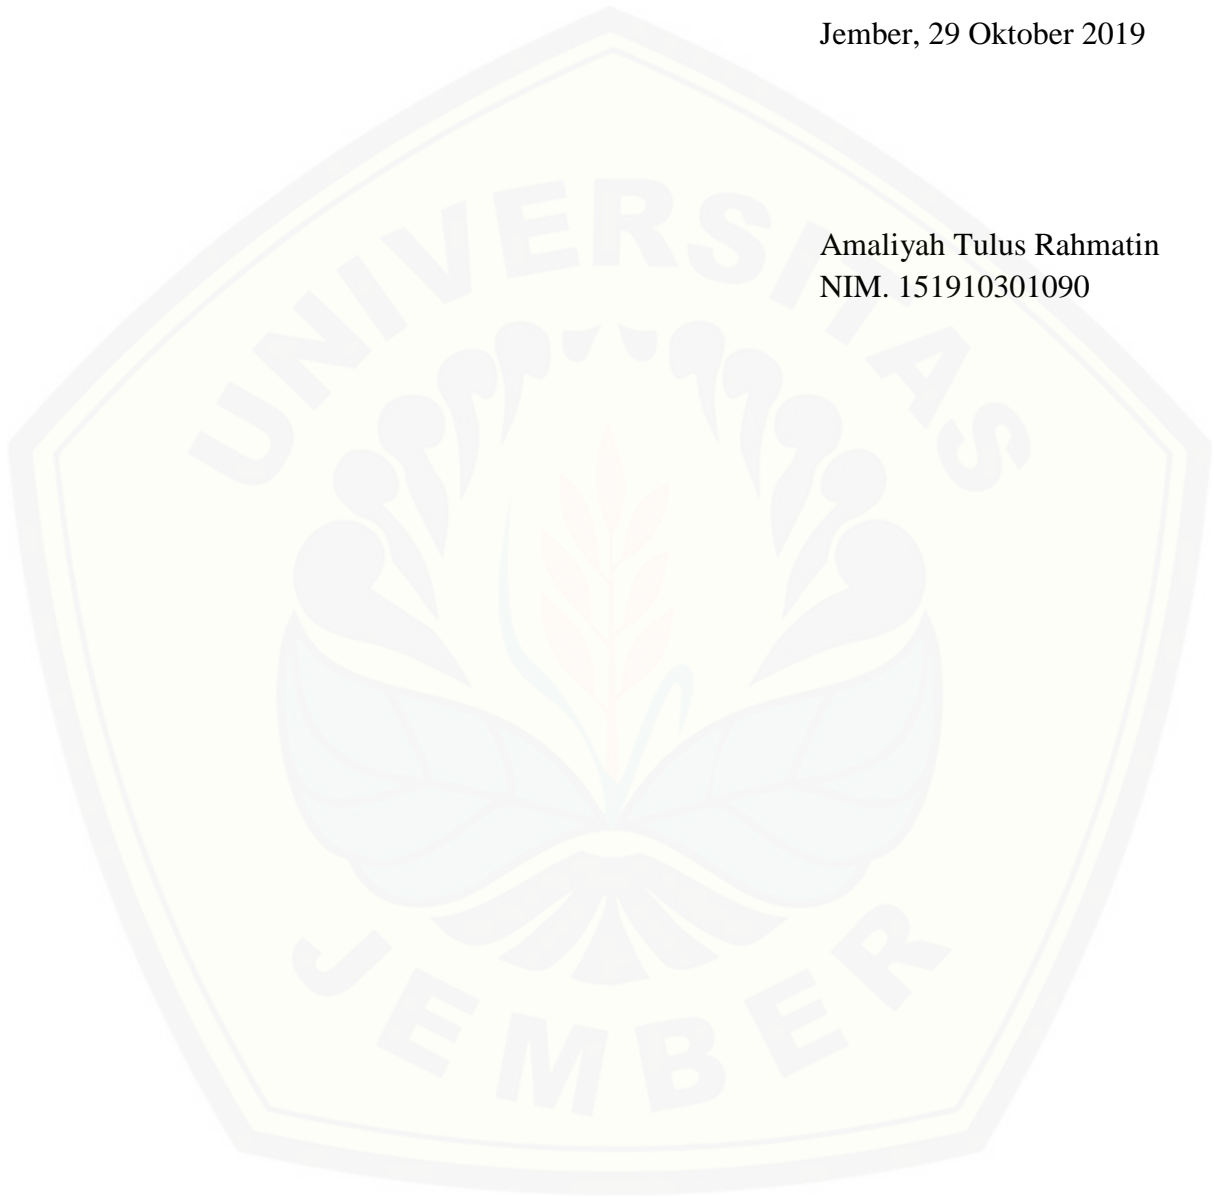 Jember, 29 Oktober 2019
Amaliyah Tulus Rahmatin
NIM. 151910301090
UNIVERSITAS
JEMBER